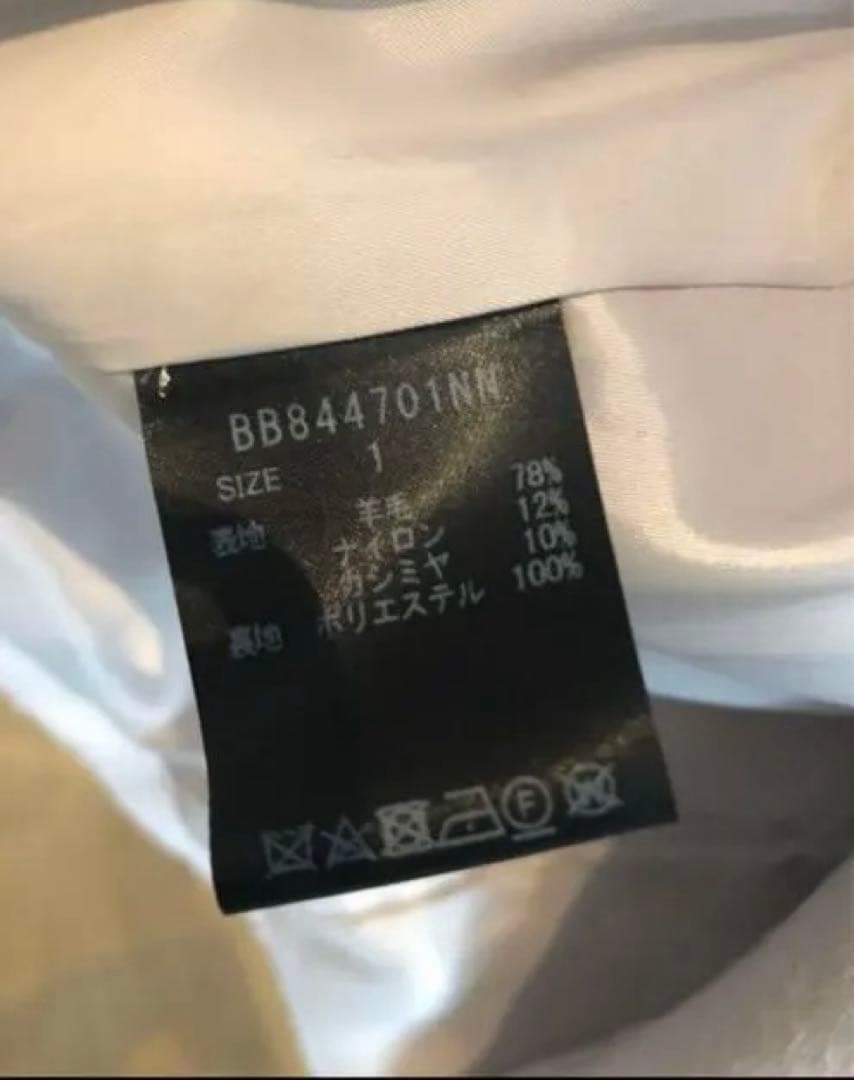 BB844701NN
SIZE 1
表地 羊毛 78%
ナイロン 12%
カシミヤ 10%
裏地 ポリエステル 100%
F
W